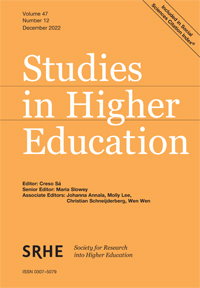 Volume 47
Number 12
December 2022
Included in Social
Sciences Citation Index®
Studies
in Higher
Education
Editor: Creso Sá
Senior Editor: Maria Slowey
Associate Editors: Johanna Annala, Molly Lee,
Christian Schneijderberg, Wen Wen
SRHE
Society for Research
into Higher Education
ISSN 0307-5079